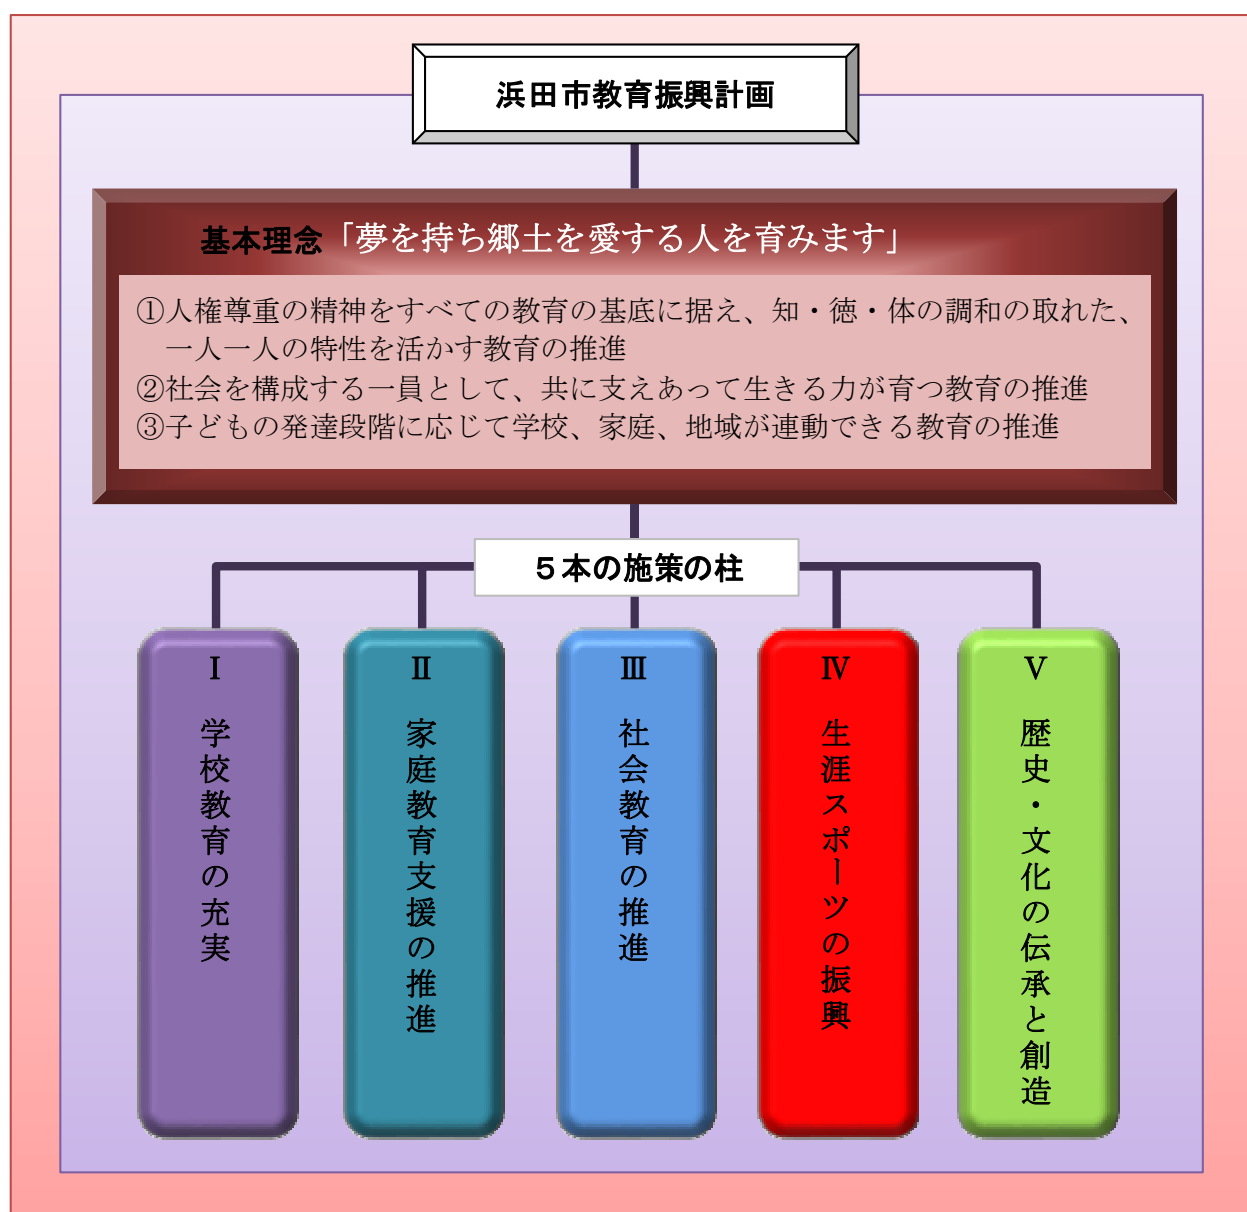 浜田市教育振興計画
基本理念「夢を持ち郷土を愛する人を育みます」
①人権尊重の精神をすべての教育の基底に据え、知・徳・体の調和の取れた、
一人一人の特性を活かす教育の推進
②社会を構成する一員として、共に支えあって生きる力が育つ教育の推進
③子どもの発達段階に応じて学校、家庭、地域が連動できる教育の推進
５本の施策の柱
Ⅰ 学校教育の充実
Ⅱ 家庭教育支援の推進
Ⅲ 社会教育の推進
Ⅳ 生涯スポーツの振興
Ⅴ 歴史・文化の伝承と創造